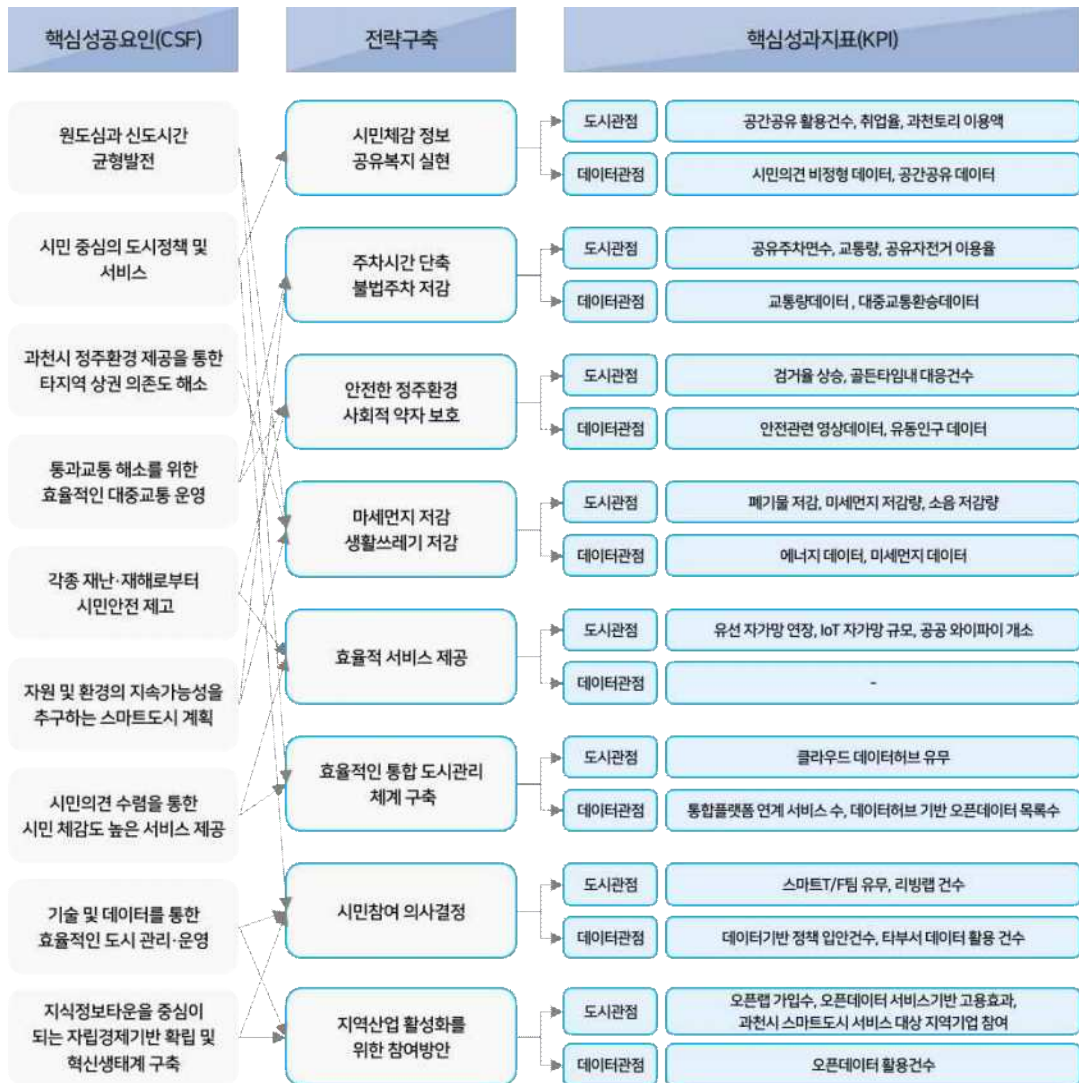 핵심성공요인(CSF)
전략구축
핵심성과지표(KPI)
원도심과 신도시간
균형발전
시민 중심의 도시정책 및
서비스
과천시 정주환경 제공을 통한
타지역 상권 의존도 해소
통과교통 해소를 위한
효율적인 대중교통 운영
각종 재난·재해로부터
시민안전 제고
자원 및 환경의 지속가능성을
추구하는 스마트도시 계획
시민의견 수렴을 통한
시민 체감도 높은 서비스 제공
기술 및 데이터를 통한
효율적인 도시 관리·운영
지식정보타운을 중심이
되는 자립경제기반 확립 및
혁신생태계 구축
시민체감 정보
공유복지 실현
도시관점
공간공유 활용건수, 취업율, 과천토리 이용액
데이터관점
시민의견 비정형 데이터, 공간공유 데이터
주차시간 단축
불법주차 저감
도시관점
공유주차면수, 교통량, 공유자전거 이용율
데이터관점
교통량데이터 , 대중교통환승데이터
안전한 정주환경
사회적 약자 보호
도시관점
검거율 상승, 골든타임내 대응건수
데이터관점
안전관련 영상데이터, 유동인구 데이터
마세먼지 저감
생활쓰레기 저감
도시관점
폐기물 저감, 미세먼지 저감량, 소음 저감량
데이터관점
에너지 데이터, 미세먼지 데이터
효율적 서비스 제공
도시관점
유선 자가망 연장, IoT 자가망 규모, 공공 와이파이 개소
데이터관점
-
효율적인 통합 도시관리
체계 구축
도시관점
클라우드 데이터허브 유무
데이터관점
통합플랫폼 연계 서비스 수, 데이터허브 기반 오픈데이터 목록수
시민참여 의사결정
도시관점
스마트T/F팀 유무, 리빙랩 건수
데이터관점
데이터기반 정책 입안건수, 타부서 데이터 활용 건수
지역산업 활성화를
위한 참여방안
도시관점
오픈랩 가입수, 오픈데이터 서비스기반 고용효과,
과천시 스마트도시 서비스 대상 지역기업 참여
데이터관점
오픈데이터 활용건수